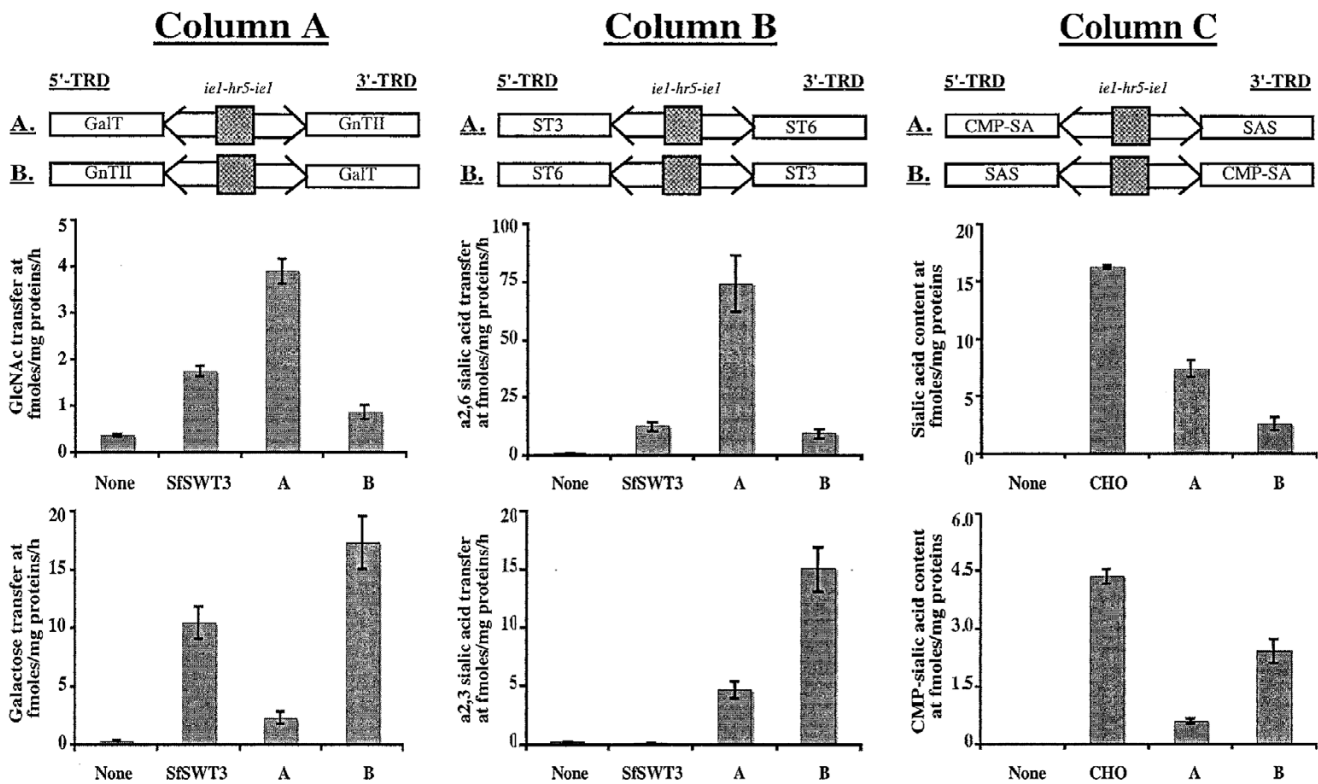 Column A
5'-TRD
ie1-hr5-ie1
3'-TRD
A.
GalT
GnTII
B.
GnTII
GalT
GlcNAc transfer at
fmoles/mg proteins/h
5
4
3
2
1
0
None
SfSWT3
A
B
Galactose transfer at
fmoles/mg proteins/h
20
15
10
5
0
None
SfSWT3
A
B
Column B
5'-TRD
ie1-hr5-ie1
3'-TRD
A.
ST3
ST6
B.
ST6
ST3
a2,6 sialic acid transfer
at fmoles/mg proteins/h
100
75
50
25
0
None
SfSWT3
A
B
a2,3 sialic acid transfer
at fmoles/mg proteins/h
20
15
10
5
0
None
SfSWT3
A
B
Column C
5'-TRD
ie1-hr5-ie1
3'-TRD
A.
CMP-SA
SAS
B.
SAS
CMP-SA
Sialic acid content at
fmoles/mg proteins
20
15
10
5
0
None
CHO
A
B
CMP-sialic acid content
at fmoles/mg proteins
6.0
4.5
3.0
1.5
0
None
CHO
A
B